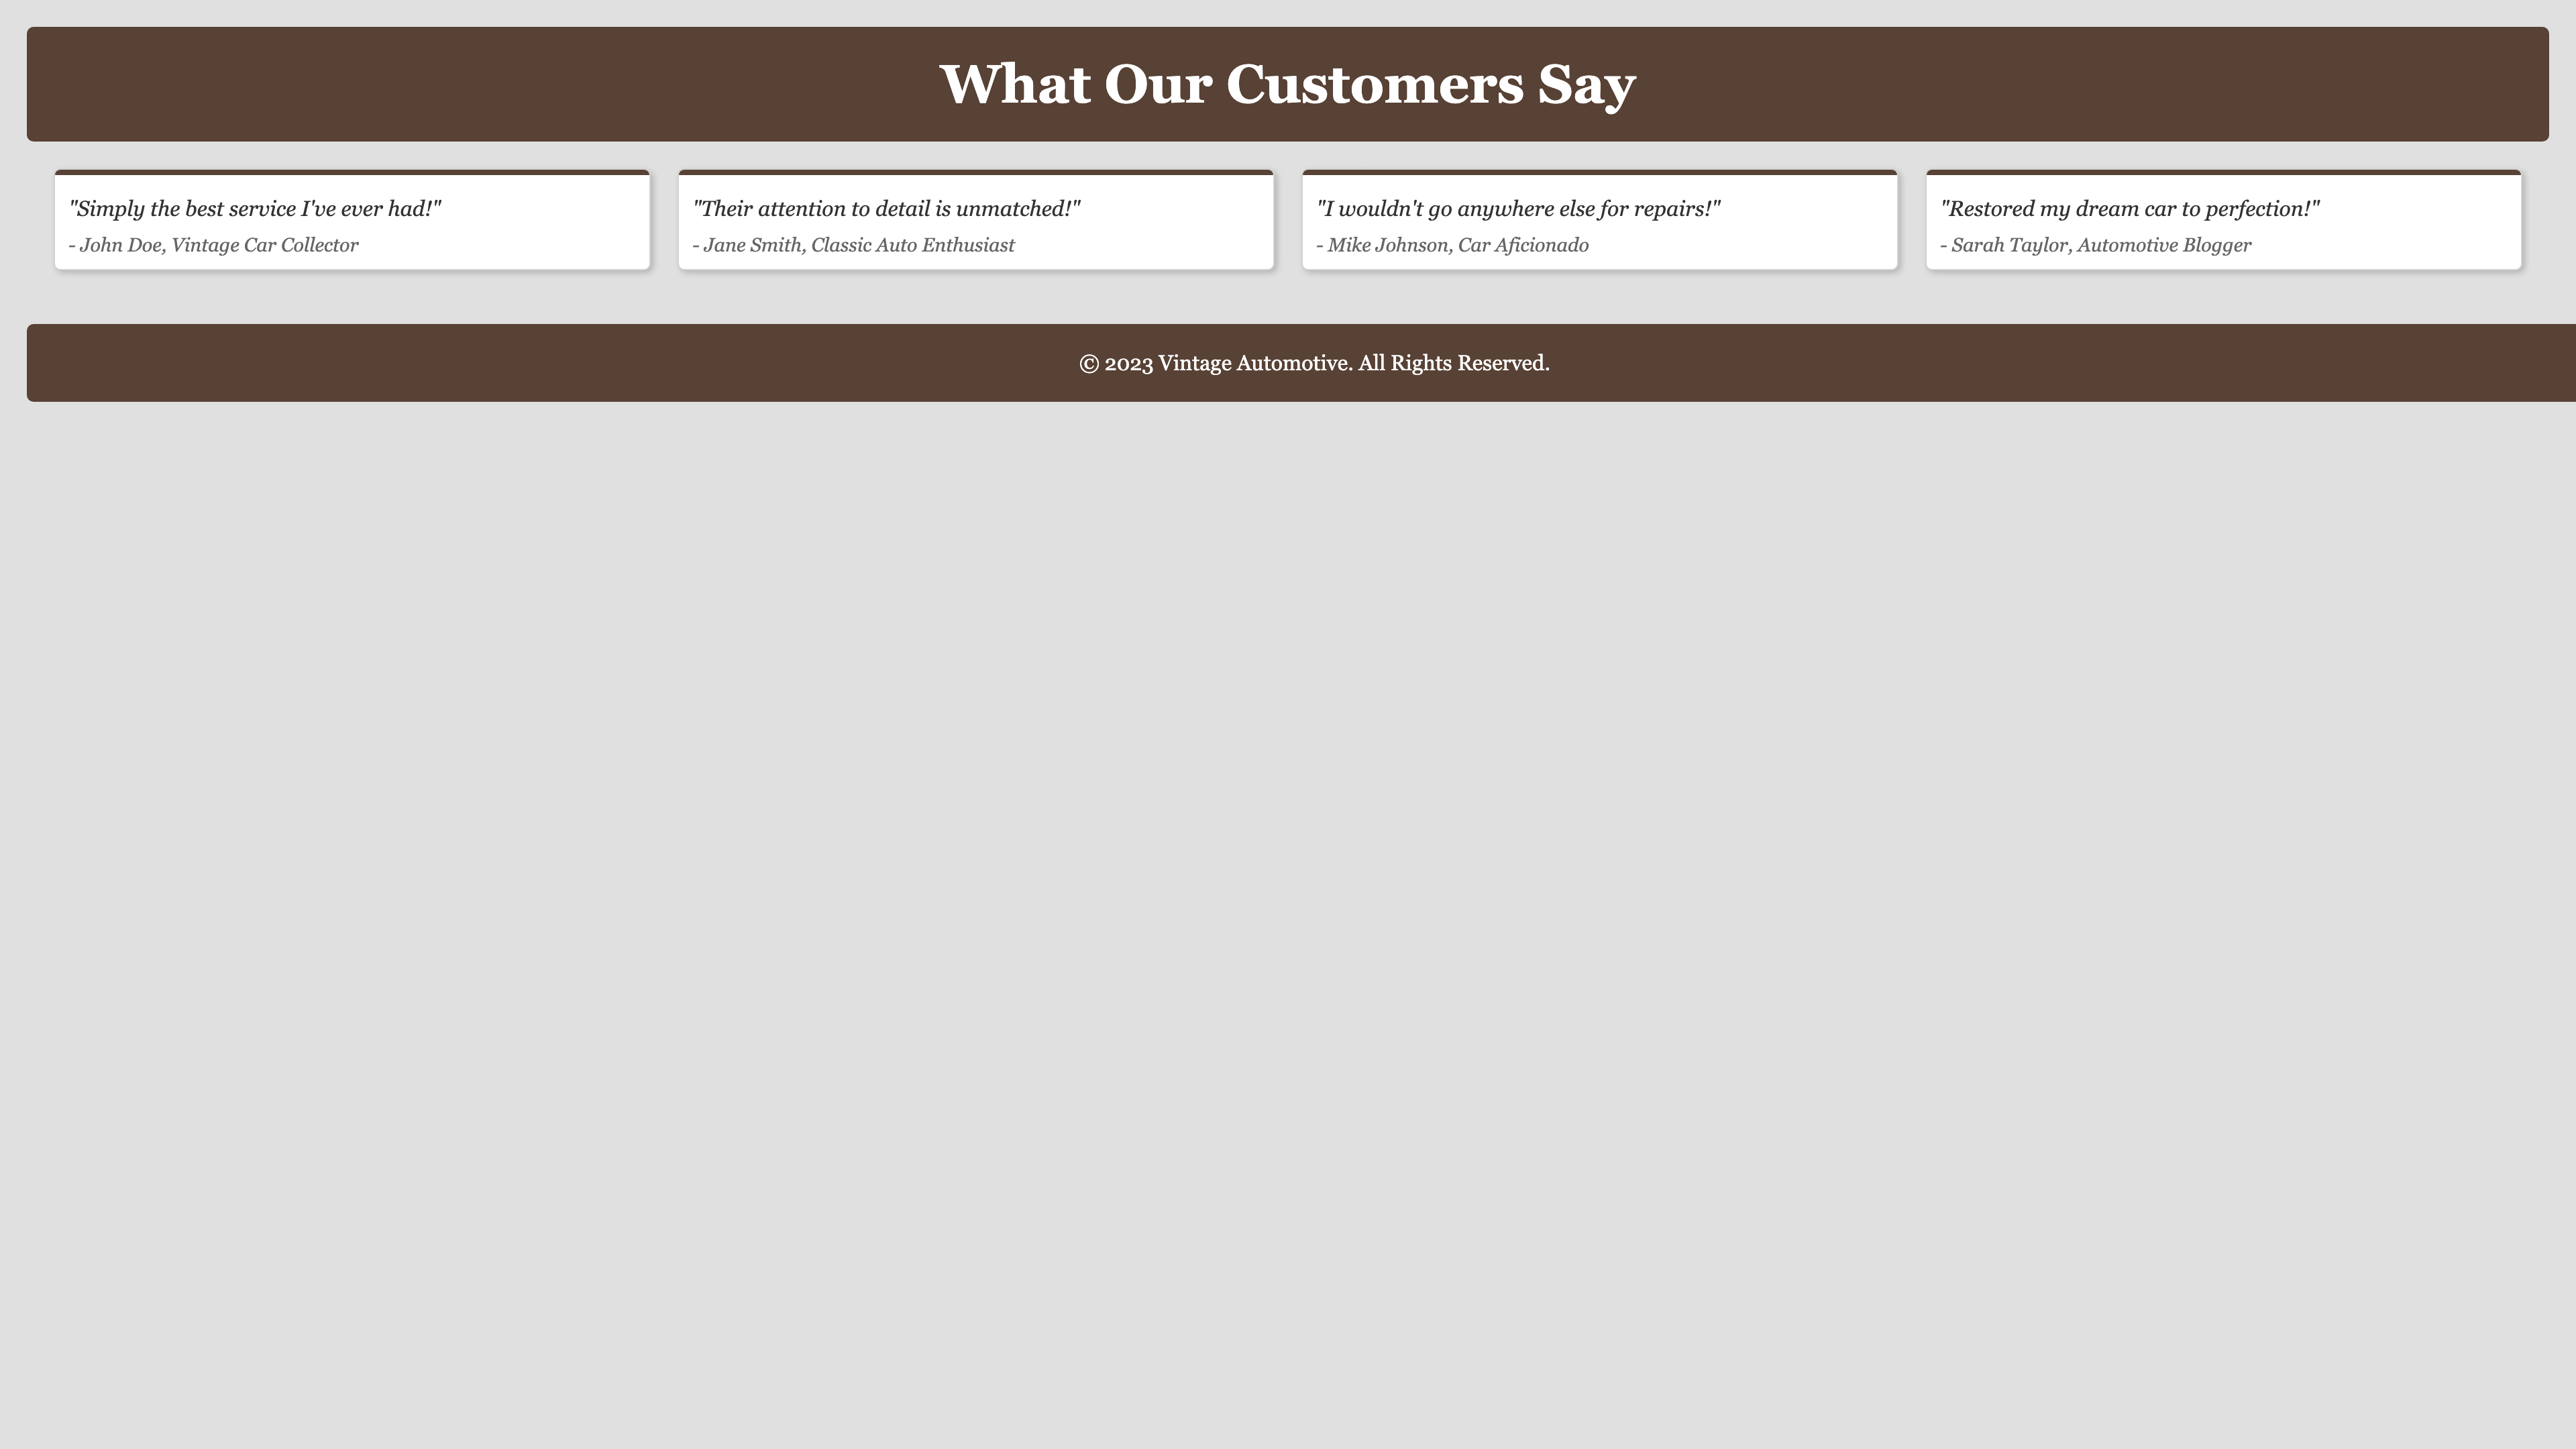 What Our Customers Say
"Simply the best service I've ever had!"
- John Doe, Vintage Car Collector
"Their attention to detail is unmatched!"
- Jane Smith, Classic Auto Enthusiast
"I wouldn't go anywhere else for repairs!"
- Mike Johnson, Car Aficionado
"Restored my dream car to perfection!"
- Sarah Taylor, Automotive Blogger
© 2023 Vintage Automotive. All Rights Reserved.